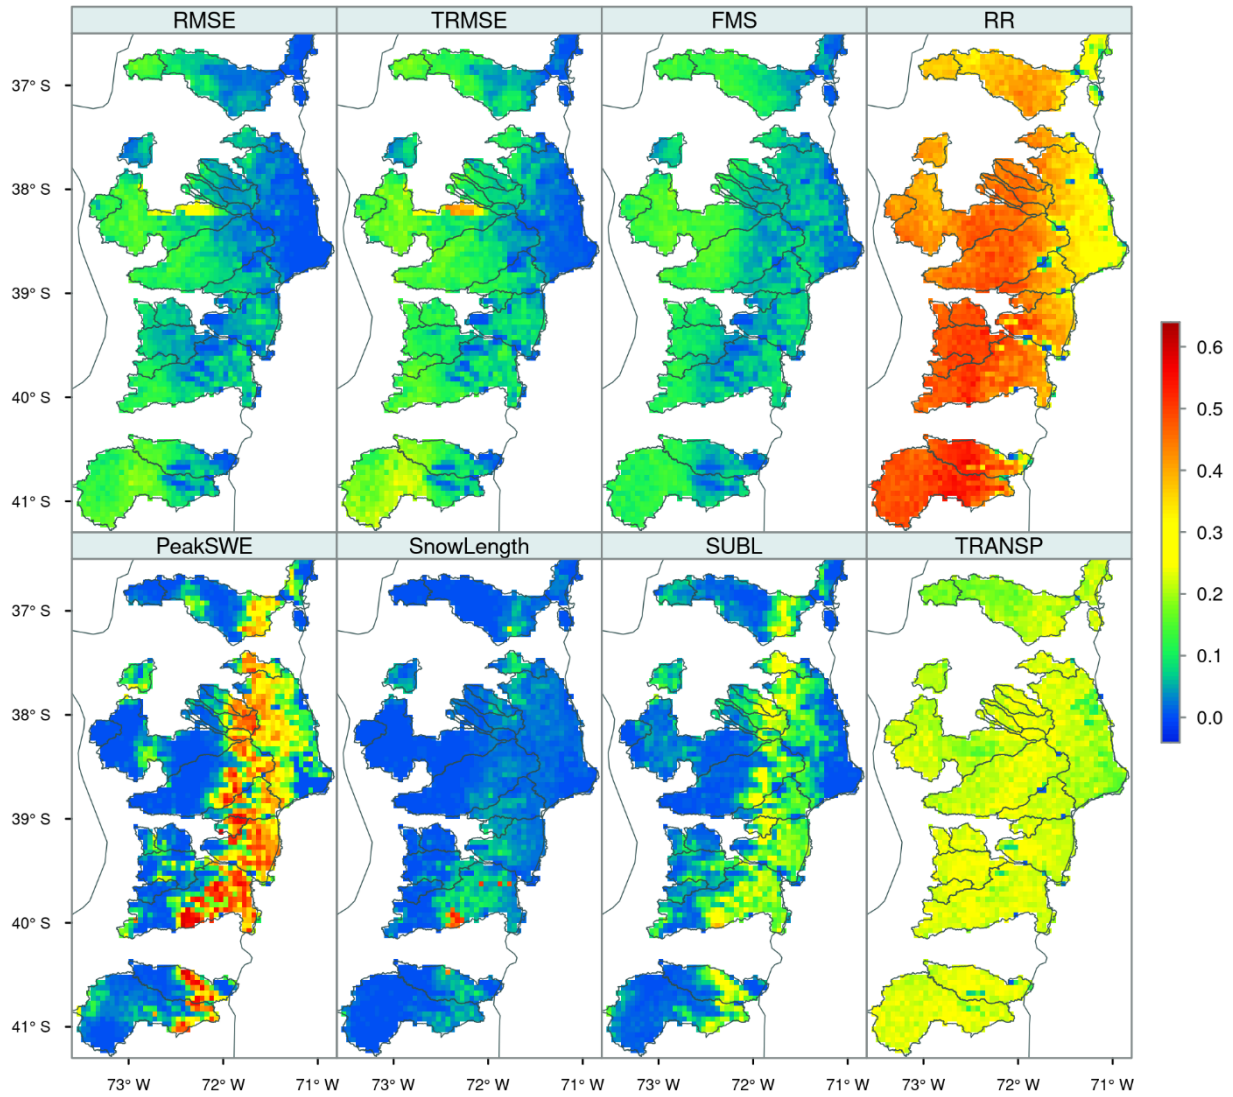 RMSE TRMSE FMS RR
37° S
38° S
39° S
40° S
41° S
PeakSWE SnowLength SUBL TRANSP
37° S
38° S
39° S
40° S
41° S
73° W 72° W 71° W 73° W 72° W 71° W 73° W 72° W 71° W 73° W 72° W 71° W
0.6
0.5
0.4
0.3
0.2
0.1
0.0